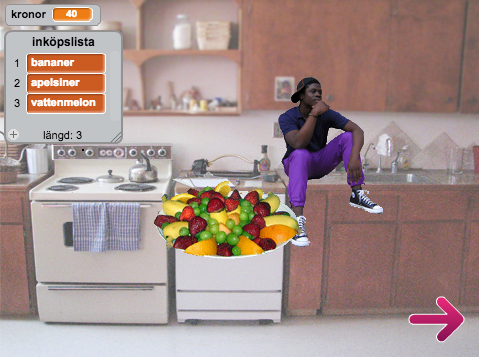 kronor 40
inköpslista
1 bananer
2 apelsiner
3 vattenmelon
+ längd: 3